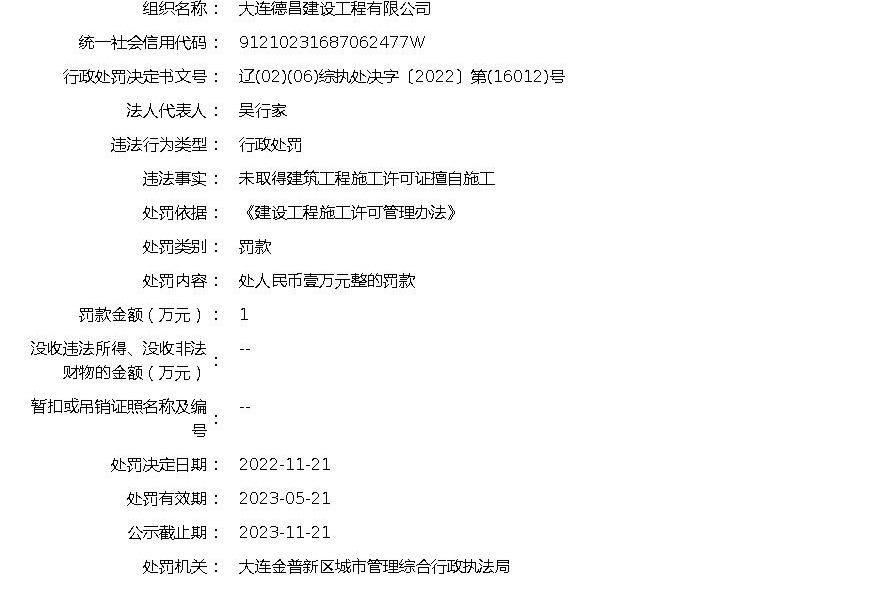 组织名称： 大连德昌建设工程有限公司
统一社会信用代码： 91210231687062477W
行政处罚决定书文号： 辽(02)(06)综执处决字〔2022〕第(16012)号
法人代表人： 吴行家
违法行为类型： 行政处罚
违法事实： 未取得建筑工程施工许可证擅自施工
处罚依据： 《建设工程施工许可管理办法》
处罚类别： 罚款
处罚内容： 处人民币壹万元整的罚款
罚款金额（万元）： 1
没收违法所得、没收非法 --
财物的金额（万元）：
暂扣或吊销证照名称及编 --
号：
处罚决定日期： 2022-11-21
处罚有效期： 2023-05-21
公示截止期： 2023-11-21
处罚机关： 大连金普新区城市管理综合行政执法局